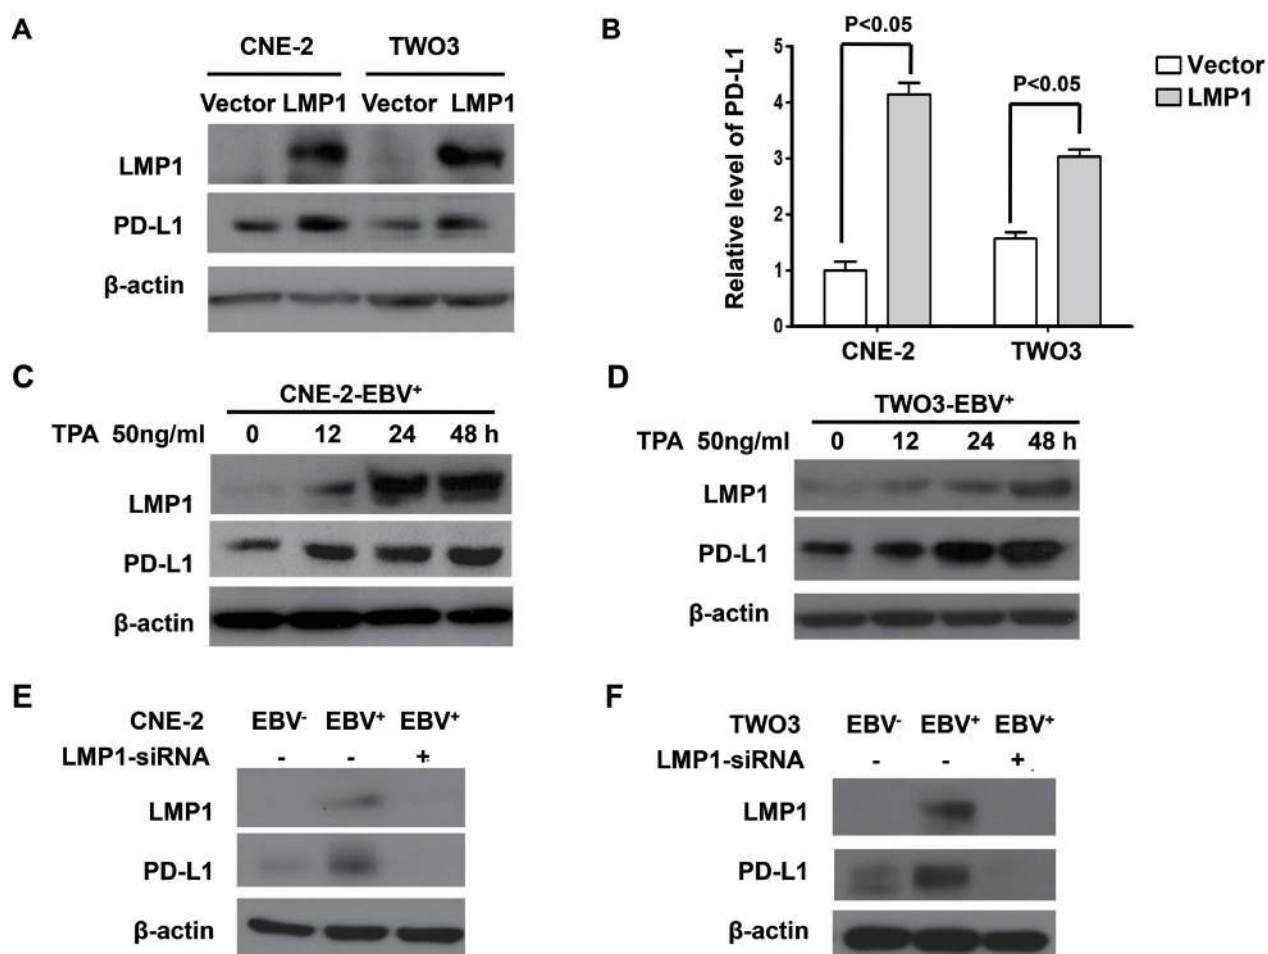 A
CNE-2 TWO3
Vector LMP1 Vector LMP1
LMP1
PD-L1
β-actin
B
P<0.05
P<0.05
Vector
LMP1
Relative level of PD-L1
5
4
3
2
1
0
CNE-2 TWO3
C
CNE-2-EBV⁺
TPA 50ng/ml 0 12 24 48 h
LMP1
PD-L1
β-actin
D
TWO3-EBV⁺
TPA 50ng/ml 0 12 24 48 h
LMP1
PD-L1
β-actin
E
CNE-2 EBV⁻ EBV⁺ EBV⁺
LMP1-siRNA - - +
LMP1
PD-L1
β-actin
F
TWO3 EBV⁻ EBV⁺ EBV⁺
LMP1-siRNA - - +
LMP1
PD-L1
β-actin